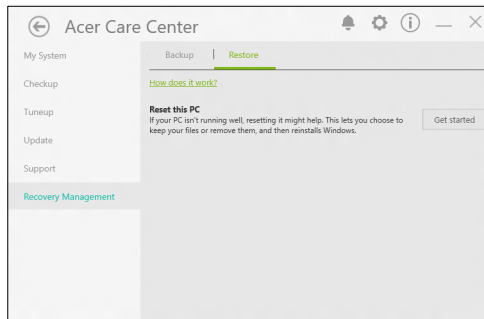 Acer Care Center
My System
Checkup
Tuneup
Update
Support
Recovery Management
Backup | Restore
How does it work?
Reset this PC
If your PC isn't running well, resetting it might help. This lets you choose to
keep your files or remove them, and then reinstalls Windows.
Get started